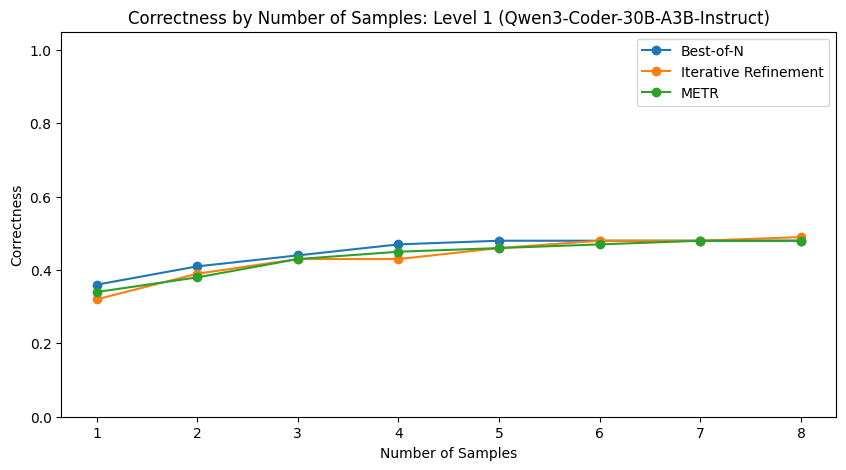 Correctness by Number of Samples: Level 1 (Qwen3-Coder-30B-A3B-Instruct)
Best-of-N
Iterative Refinement
METR
Correctness
1.0
0.8
0.6
0.4
0.2
0.0
1 2 3 4 5 6 7 8
Number of Samples